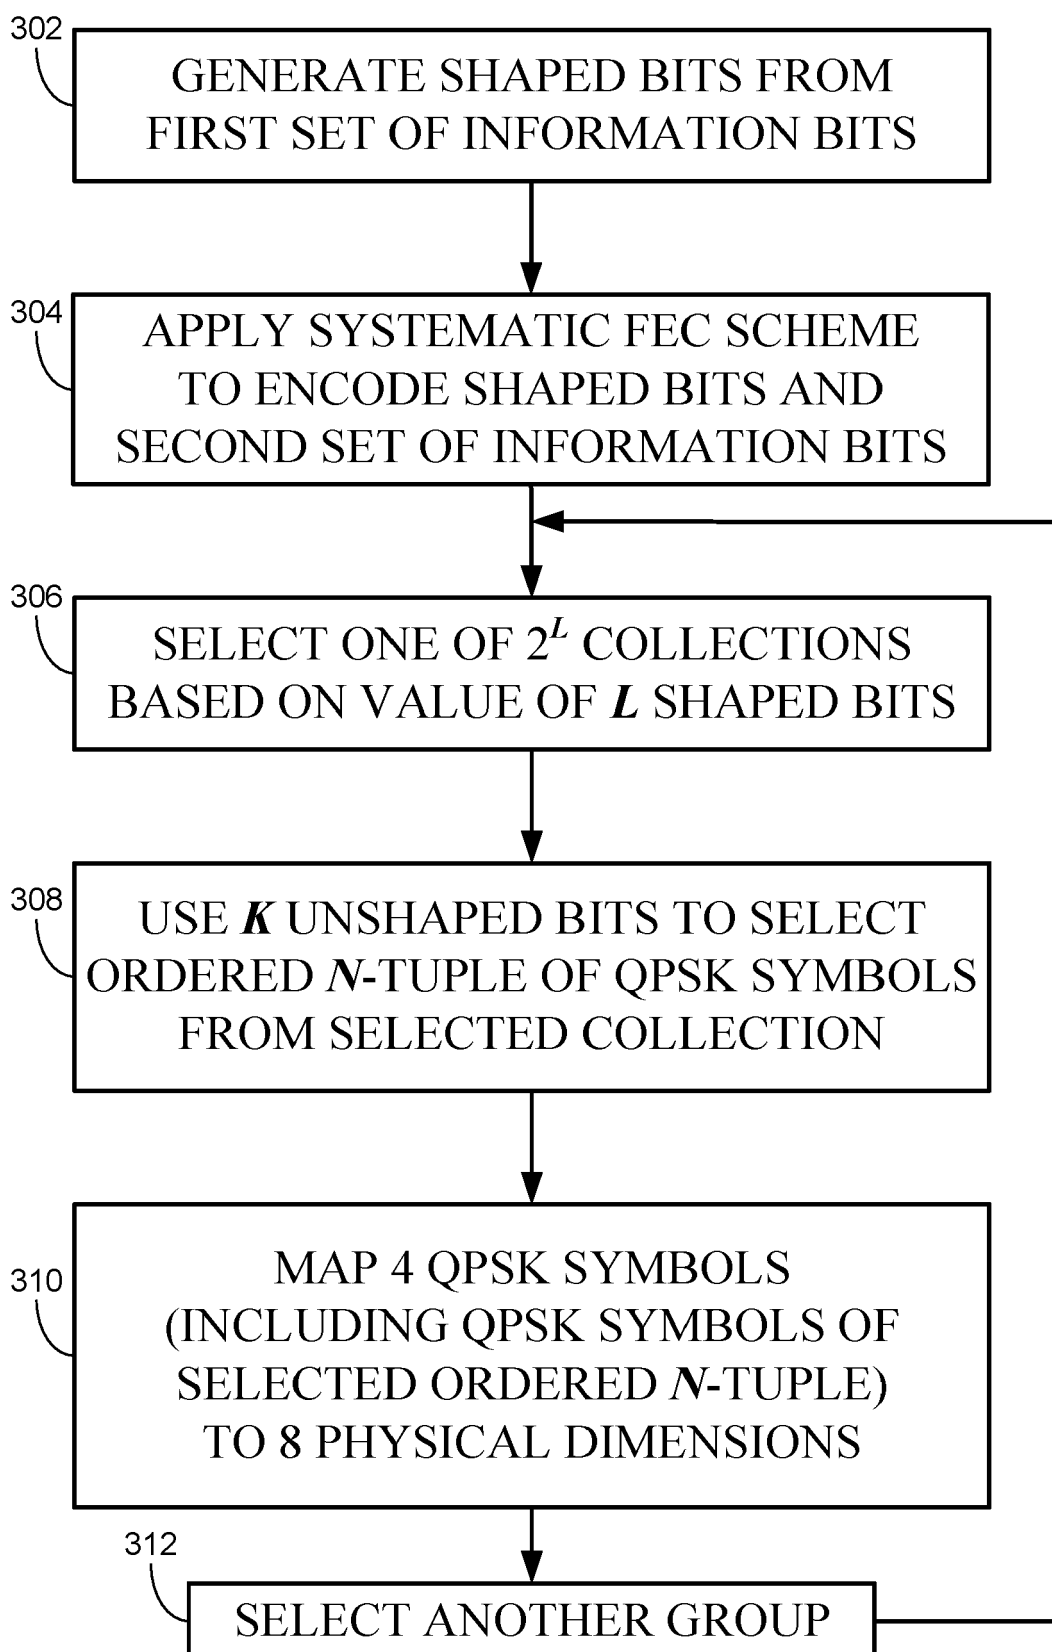 302
GENERATE SHAPED BITS FROM
FIRST SET OF INFORMATION BITS
304
APPLY SYSTEMATIC FEC SCHEME
TO ENCODE SHAPED BITS AND
SECOND SET OF INFORMATION BITS
306
SELECT ONE OF 2^L COLLECTIONS
BASED ON VALUE OF L SHAPED BITS
308
USE K UNSHAPED BITS TO SELECT
ORDERED N-TUPLE OF QPSK SYMBOLS
FROM SELECTED COLLECTION
310
MAP 4 QPSK SYMBOLS
(INCLUDING QPSK SYMBOLS OF
SELECTED ORDERED N-TUPLE)
TO 8 PHYSICAL DIMENSIONS
312
SELECT ANOTHER GROUP